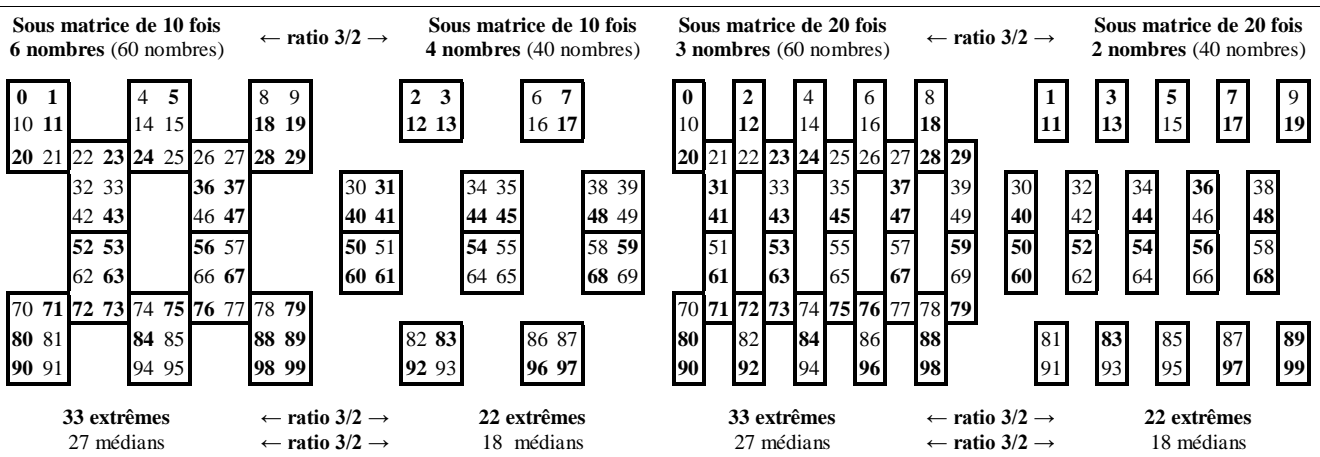 Sous matrice de 10 fois ← ratio 3/2 → Sous matrice de 10 fois Sous matrice de 20 fois ← ratio 3/2 → Sous matrice de 20 fois
6 nombres (60 nombres) 4 nombres (40 nombres) 3 nombres (60 nombres) 2 nombres (40 nombres)
0 1 4 5 8 9 2 3 6 7 0 2 4 6 8 1 3 5 7 9
10 11 14 15 18 19 12 13 16 17 10 12 14 16 18 11 13 15 17 19
20 21 22 23 24 25 26 27 28 29 20 21 22 23 24 25 26 27 28 29
32 33 36 37 30 31 34 35 38 39 31 33 35 37 39 30 32 34 36 38
42 43 46 47 40 41 44 45 48 49 41 43 45 47 49 40 42 44 46 48
52 53 56 57 50 51 54 55 58 59 51 53 55 57 59 50 52 54 56 58
62 63 66 67 60 61 64 65 68 69 61 63 65 67 69 60 62 64 66 68
70 71 72 73 74 75 76 77 78 79 70 71 72 73 74 75 76 77 78 79
80 81 84 85 88 89 82 83 86 87 80 82 84 86 88 81 83 85 87 89
90 91 94 95 98 99 92 93 96 97 90 92 94 96 98 91 93 95 97 99
33 extrêmes ← ratio 3/2 → 22 extrêmes 33 extrêmes ← ratio 3/2 → 22 extrêmes
27 médians ← ratio 3/2 → 18 médians 27 médians ← ratio 3/2 → 18 médians